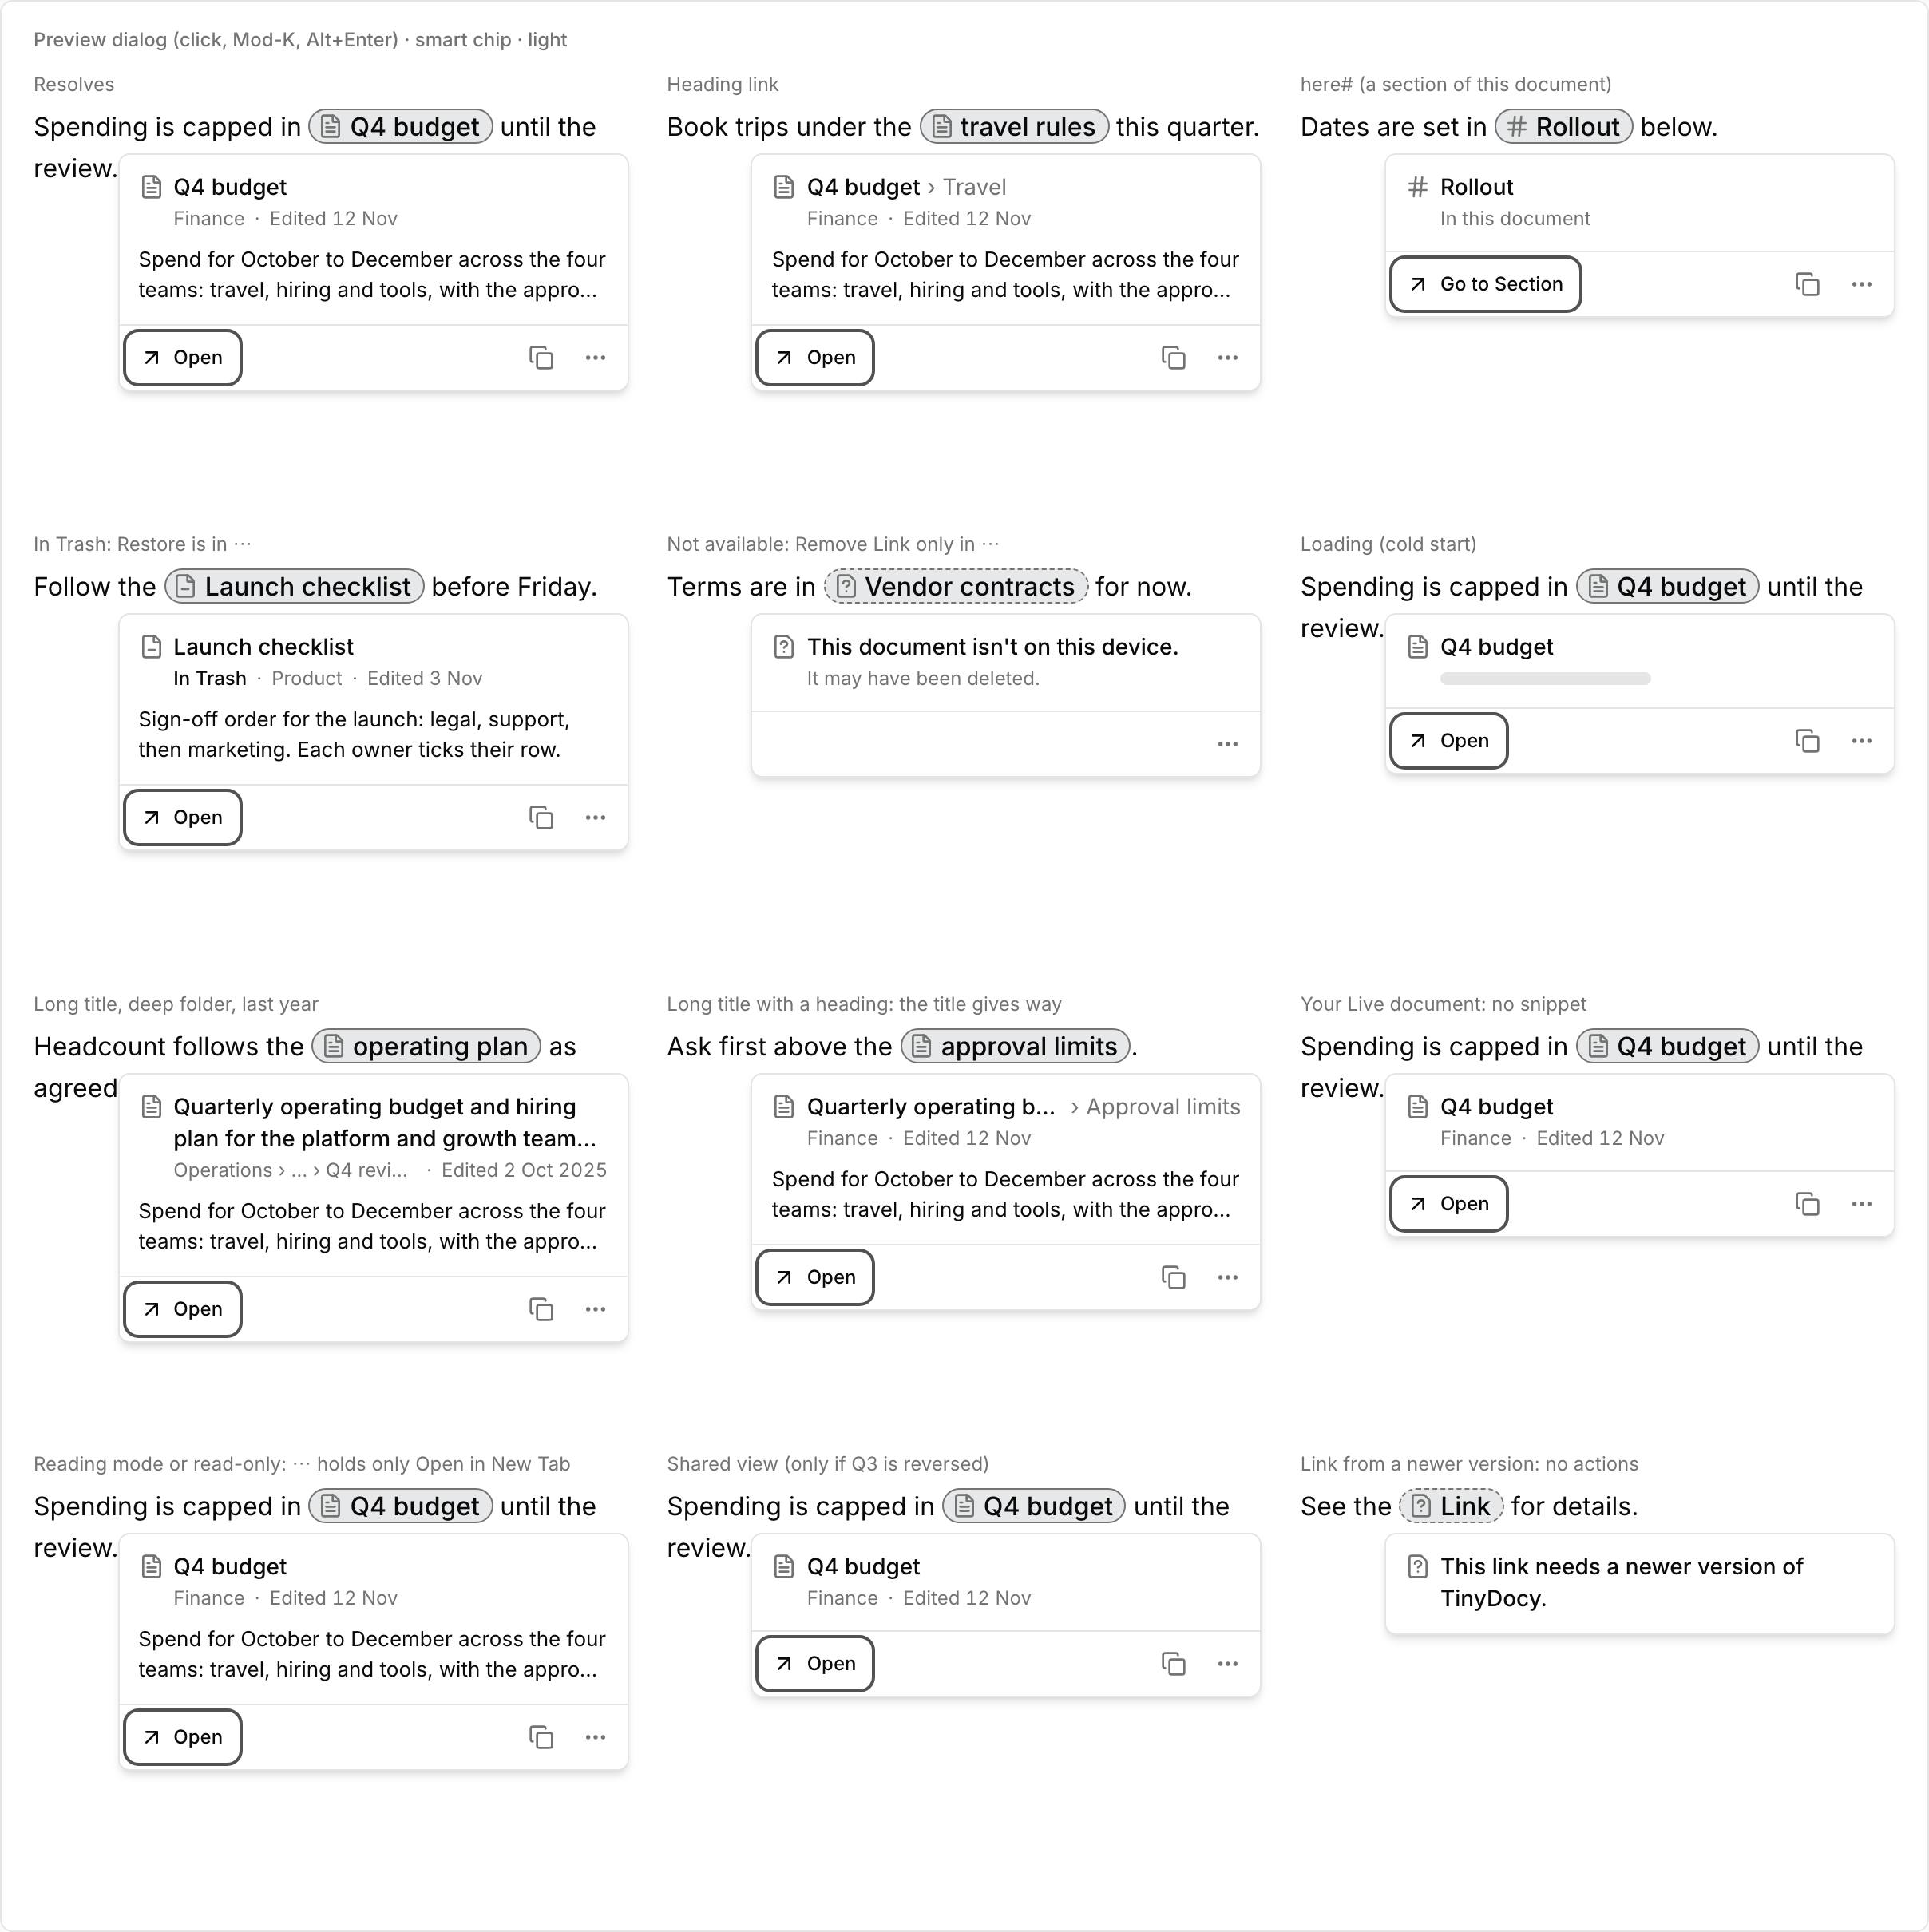 Preview dialog (click, Mod-K, Alt+Enter) · smart chip · light
Resolves
Spending is capped in Q4 budget until the
review.
Q4 budget
Finance · Edited 12 Nov
Spend for October to December across the four
teams: travel, hiring and tools, with the appro...
Open
Heading link
Book trips under the travel rules this quarter.
Q4 budget › Travel
Finance · Edited 12 Nov
Spend for October to December across the four
teams: travel, hiring and tools, with the appro...
Open
here# (a section of this document)
Dates are set in # Rollout below.
# Rollout
In this document
Go to Section
In Trash: Restore is in ···
Follow the Launch checklist before Friday.
Launch checklist
In Trash · Product · Edited 3 Nov
Sign-off order for the launch: legal, support,
then marketing. Each owner ticks their row.
Open
Not available: Remove Link only in ···
Terms are in Vendor contracts for now.
This document isn't on this device.
It may have been deleted.
Loading (cold start)
Spending is capped in Q4 budget until the
review.
Q4 budget
Open
Long title, deep folder, last year
Headcount follows the operating plan as
agreed
Quarterly operating budget and hiring
plan for the platform and growth team...
Operations › ... › Q4 revi... · Edited 2 Oct 2025
Spend for October to December across the four
teams: travel, hiring and tools, with the appro...
Open
Long title with a heading: the title gives way
Ask first above the approval limits.
Quarterly operating b... › Approval limits
Finance · Edited 12 Nov
Spend for October to December across the four
teams: travel, hiring and tools, with the appro...
Open
Your Live document: no snippet
Spending is capped in Q4 budget until the
review.
Q4 budget
Finance · Edited 12 Nov
Open
Reading mode or read-only: ··· holds only Open in New Tab
Spending is capped in Q4 budget until the
review.
Q4 budget
Finance · Edited 12 Nov
Spend for October to December across the four
teams: travel, hiring and tools, with the appro...
Open
Shared view (only if Q3 is reversed)
Spending is capped in Q4 budget until the
review.
Q4 budget
Finance · Edited 12 Nov
Open
Link from a newer version: no actions
See the Link for details.
This link needs a newer version of
TinyDocy.